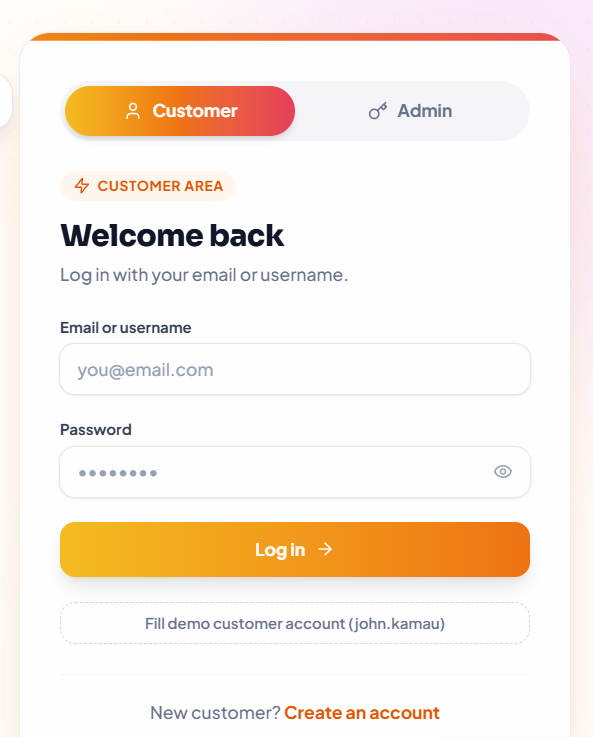 Customer
Admin
CUSTOMER AREA
Welcome back
Log in with your email or username.
Email or username
you@email.com
Password
••••••••
Log in
Fill demo customer account (john.kamau)
New customer? Create an account